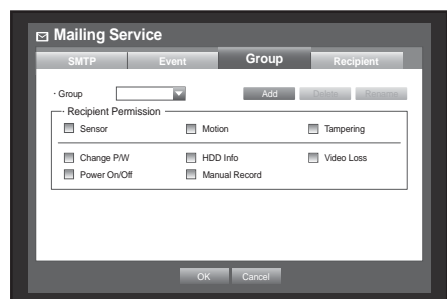 Mailing Service
SMTP Event Group Recipient
· Group Add Delete Rename
· Recipient Permission
Sensor Motion Tampering
Change P/W HDD Info Video Loss
Power On/Off Manual Record
OK Cancel